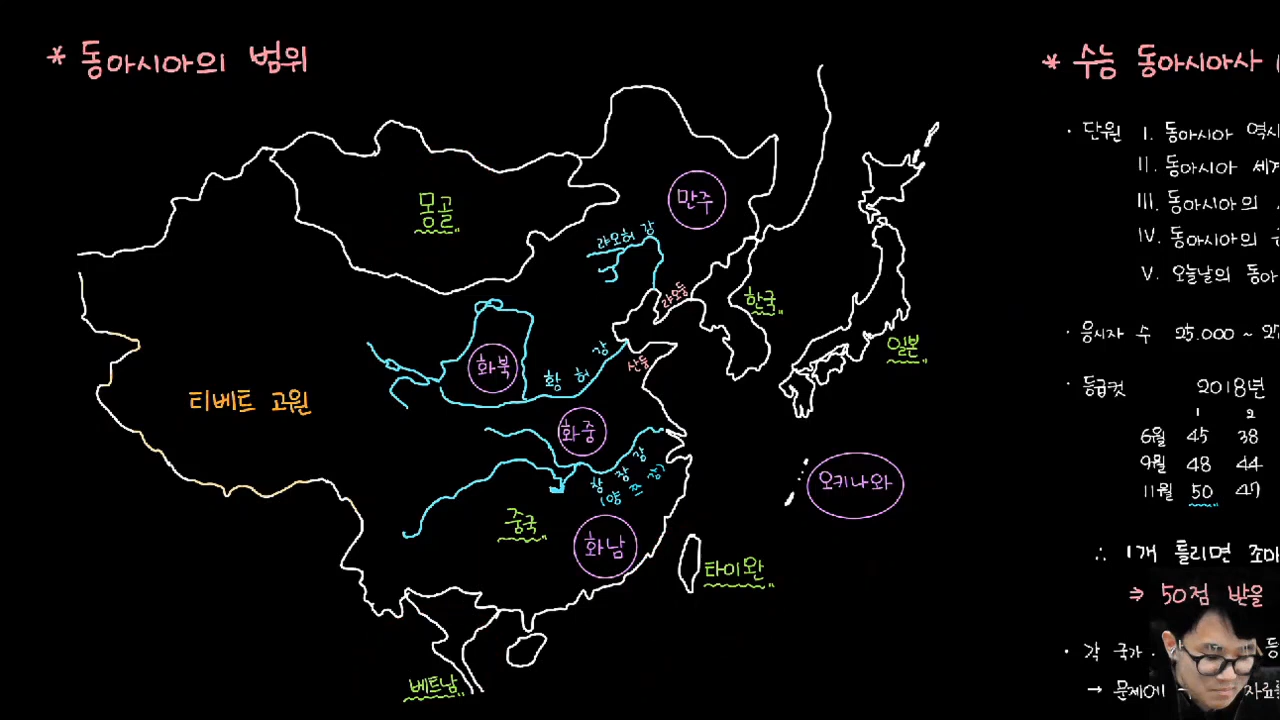 * 동아시아의 범위
몽골
만주
랴오허 강
랴오둥
한국
일본
화북
황 허 강
산둥
티베트 고원
화중
창 장 강
(양 쯔 강)
오키나와
중국
화남
타이완
베트남
* 수능 동아시아사
· 단원 I. 동아시아 역사
II. 동아시아 세계
III. 동아시아의
IV. 동아시아의
V. 오늘날의 동아
· 응시자 수 25.000 ~
· 등급컷 2018년
1 2
6월 45 38
9월 48 44
11월 50 47
∴ 1개 틀리면
⇒ 50점 받을
· 각 국가
→ 문제에